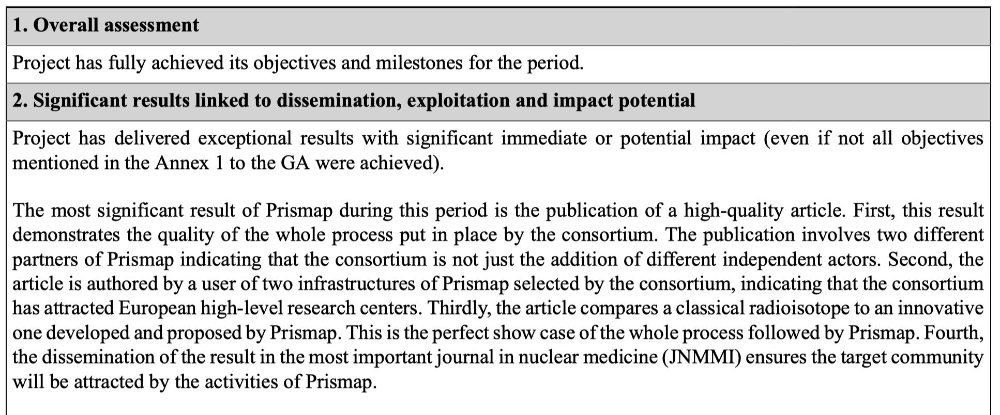 1. Overall assessment
Project has fully achieved its objectives and milestones for the period.
2. Significant results linked to dissemination, exploitation and impact potential
Project has delivered exceptional results with significant immediate or potential impact (even if not all objectives
mentioned in the Annex 1 to the GA were achieved).
The most significant result of Prismap during this period is the publication of a high-quality article. First, this result
demonstrates the quality of the whole process put in place by the consortium. The publication involves two different
partners of Prismap indicating that the consortium is not just the addition of different independent actors. Second, the
article is authored by a user of two infrastructures of Prismap selected by the consortium, indicating that the consortium
has attracted European high-level research centers. Thirdly, the article compares a classical radioisotope to an innovative
one developed and proposed by Prismap. This is the perfect show case of the whole process followed by Prismap. Fourth,
the dissemination of the result in the most important journal in nuclear medicine (JNMMI) ensures the target community
will be attracted by the activities of Prismap.